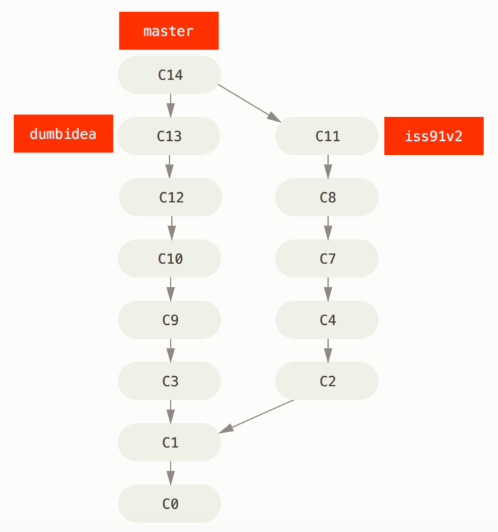 master
C14
dumbidea
C13
C11
iss91v2
C12
C8
C10
C7
C9
C4
C3
C2
C1
C0